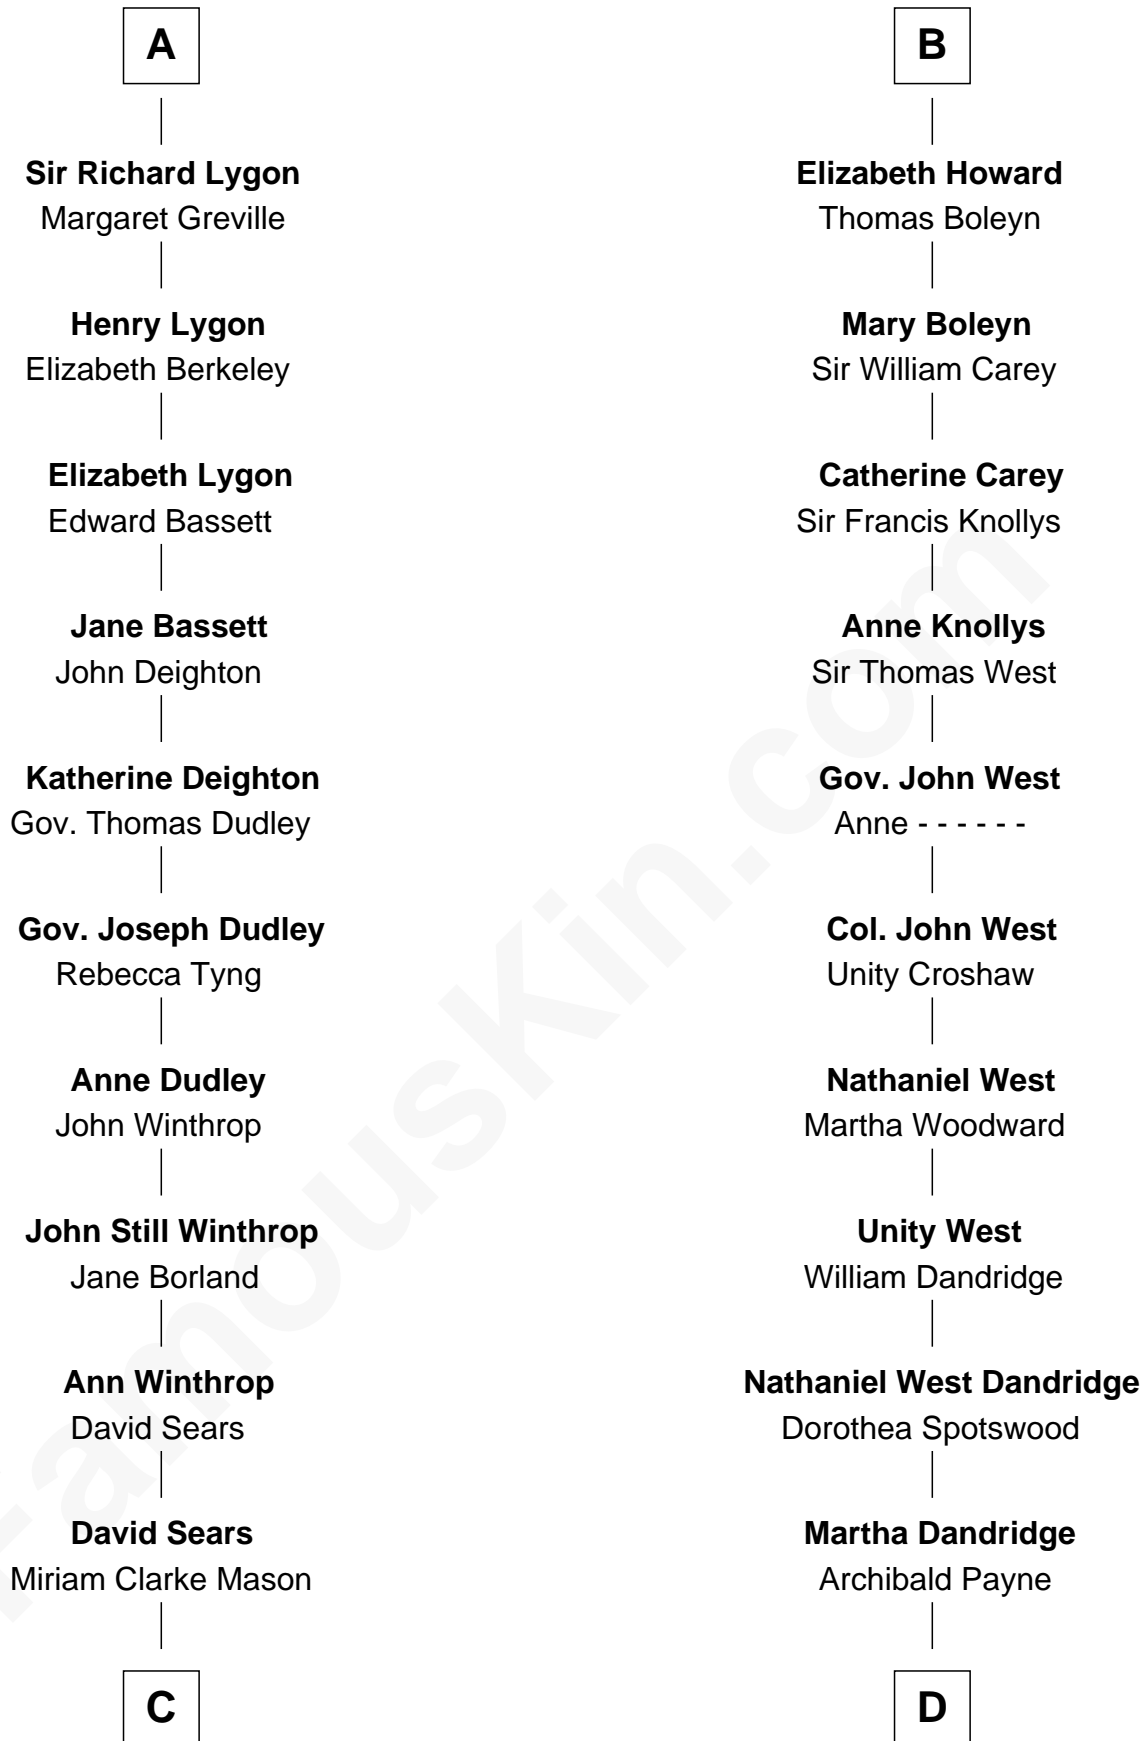 A
Sir Richard Lygon
Margaret Greville
Henry Lygon
Elizabeth Berkeley
Elizabeth Lygon
Edward Bassett
Jane Bassett
John Deighton
Katherine Deighton
Gov. Thomas Dudley
Gov. Joseph Dudley
Rebecca Tyng
Anne Dudley
John Winthrop
John Still Winthrop
Jane Borland
Ann Winthrop
David Sears
David Sears
Miriam Clarke Mason
C
B
Elizabeth Howard
Thomas Boleyn
Mary Boleyn
Sir William Carey
Catherine Carey
Sir Francis Knollys
Anne Knollys
Sir Thomas West
Gov. John West
Anne - - - - - -
Col. John West
Unity Croshaw
Nathaniel West
Martha Woodward
Unity West
William Dandridge
Nathaniel West Dandridge
Dorothea Spotswood
Martha Dandridge
Archibald Payne
D
FamousKin.com